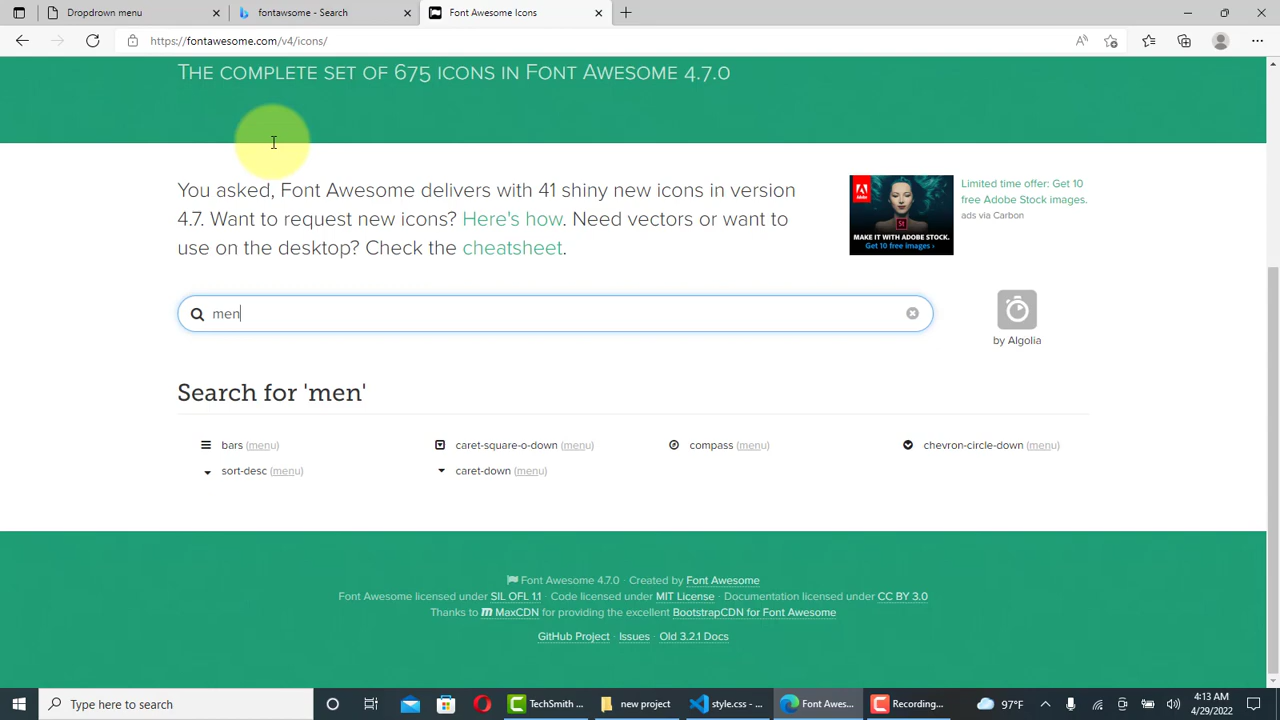 Dropdown menu
fontawsome - Search
Font Awesome Icons
https://fontawesome.com/v4/icons/
The complete set of 675 icons in Font Awesome 4.7.0
You asked, Font Awesome delivers with 41 shiny new icons in version
4.7. Want to request new icons? Here's how. Need vectors or want to
use on the desktop? Check the cheatsheet.
MAKE IT WITH ADOBE STOCK.
Get 10 free images ›
Limited time offer: Get 10
free Adobe Stock images.
ads via Carbon
men
by Algolia
Search for 'men'
bars (menu)
caret-square-o-down (menu)
compass (menu)
chevron-circle-down (menu)
sort-desc (menu)
caret-down (menu)
Font Awesome 4.7.0 · Created by Font Awesome
Font Awesome licensed under SIL OFL 1.1 · Code licensed under MIT License · Documentation licensed under CC BY 3.0
Thanks to MaxCDN for providing the excellent BootstrapCDN for Font Awesome
GitHub Project · Issues · Old 3.2.1 Docs
Type here to search
TechSmith ...
new project
style.css - ...
Font Awes...
Recording...
97°F
4:13 AM
4/29/2022